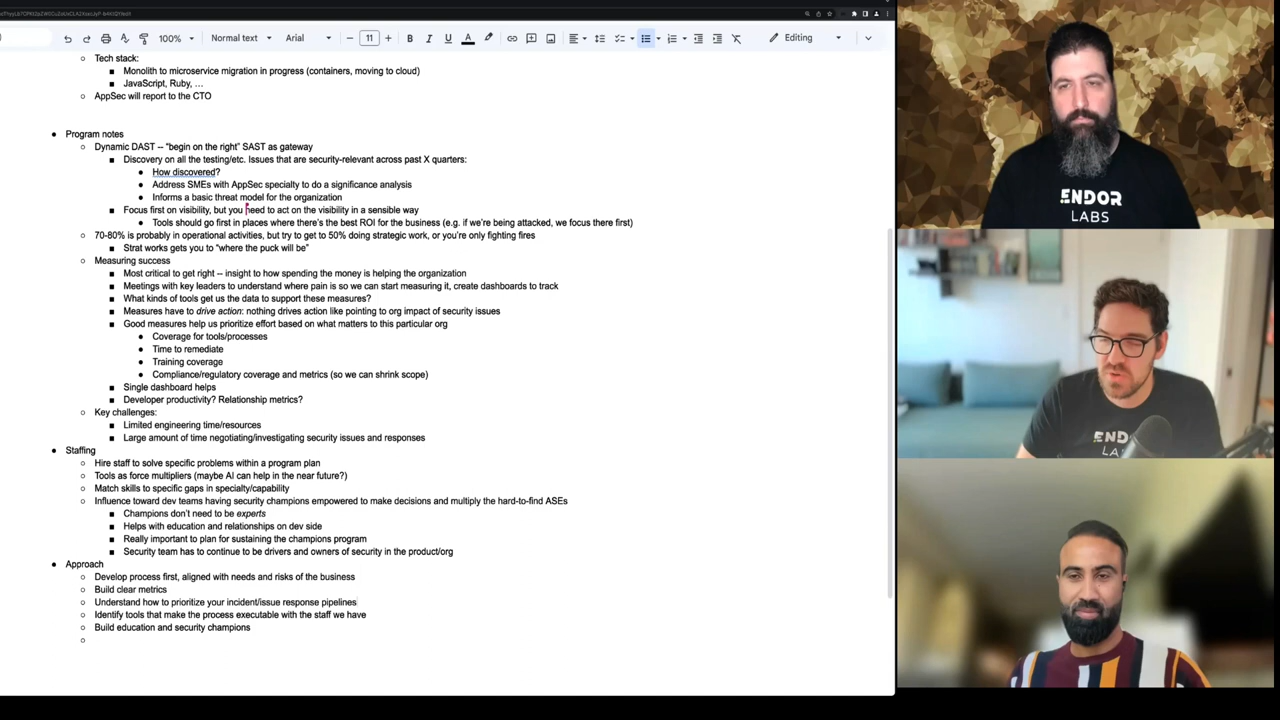 100%
Normal text
Arial
11
Editing
Tech stack:
Monolith to microservice migration in progress (containers, moving to cloud)
JavaScript, Ruby, …
AppSec will report to the CTO
Program notes
Dynamic DAST -- “begin on the right” SAST as gateway
Discovery on all the testing/etc. Issues that are security-relevant across past X quarters:
How discovered?
Address SMEs with AppSec specialty to do a significance analysis
Informs a basic threat model for the organization
Focus first on visibility, but you need to act on the visibility in a sensible way
Tools should go first in places where there’s the best ROI for the business (e.g. if we’re being attacked, we focus there first)
70-80% is probably in operational activities, but try to get to 50% doing strategic work, or you’re only fighting fires
Strat works gets you to “where the puck will be”
Measuring success
Most critical to get right -- insight to how spending the money is helping the organization
Meetings with key leaders to understand where pain is so we can start measuring it, create dashboards to track
What kinds of tools get us the data to support these measures?
Measures have to drive action: nothing drives action like pointing to org impact of security issues
Good measures help us prioritize effort based on what matters to this particular org
Coverage for tools/processes
Time to remediate
Training coverage
Compliance/regulatory coverage and metrics (so we can shrink scope)
Single dashboard helps
Developer productivity? Relationship metrics?
Key challenges:
Limited engineering time/resources
Large amount of time negotiating/investigating security issues and responses
Staffing
Hire staff to solve specific problems within a program plan
Tools as force multipliers (maybe AI can help in the near future?)
Match skills to specific gaps in specialty/capability
Influence toward dev teams having security champions empowered to make decisions and multiply the hard-to-find ASEs
Champions don’t need to be experts
Helps with education and relationships on dev side
Really important to plan for sustaining the champions program
Security team has to continue to be drivers and owners of security in the product/org
Approach
Develop process first, aligned with needs and risks of the business
Build clear metrics
Understand how to prioritize your incident/issue response pipelines
Identify tools that make the process executable with the staff we have
Build education and security champions
ENDOR
LABS
END
LA